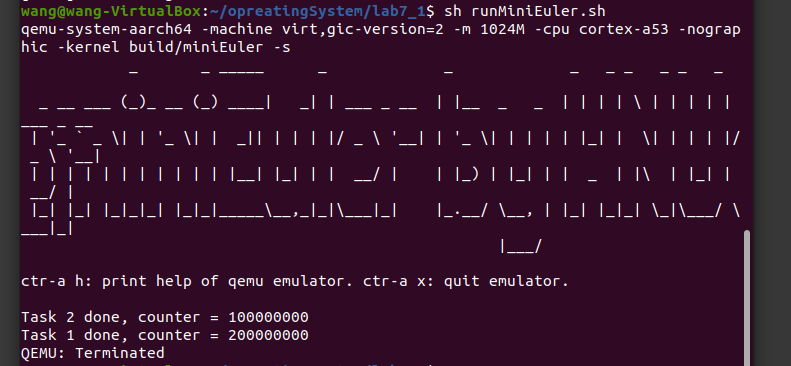 wang@wang-VirtualBox:~/opreatingSystem/lab7_1$ sh runMiniEuler.sh
qemu-system-aarch64 -machine virt,gic-version=2 -m 1024M -cpu cortex-a53 -nograp
hic -kernel build/miniEuler -s
            _       _ _____      _             _             _   _ _   _ _   _
  _ __ ___ (_)_ __ (_) ____|   _| | ___ _ __  | |__  _   _  | | | | \ | | | | |
___ _ __
 | '_ ` _ \| | '_ \| |  _|| | | | |/ _ \ '__| | '_ \| | | | | |_| |  \| | | | |/
 _ \ '__|
 | | | | | | | | | | | |__| |_| | |  __/ |    | |_) | |_| | |  _  | |\  | |_| |
 __/ |
 |_| |_| |_|_|_| |_|_|_____\__,_|_|\___|_|    |_.__/ \__, | |_| |_|_| \_|\___/ \
___|_|
                                                     |___/
ctr-a h: print help of qemu emulator. ctr-a x: quit emulator.
Task 2 done, counter = 100000000
Task 1 done, counter = 200000000
QEMU: Terminated